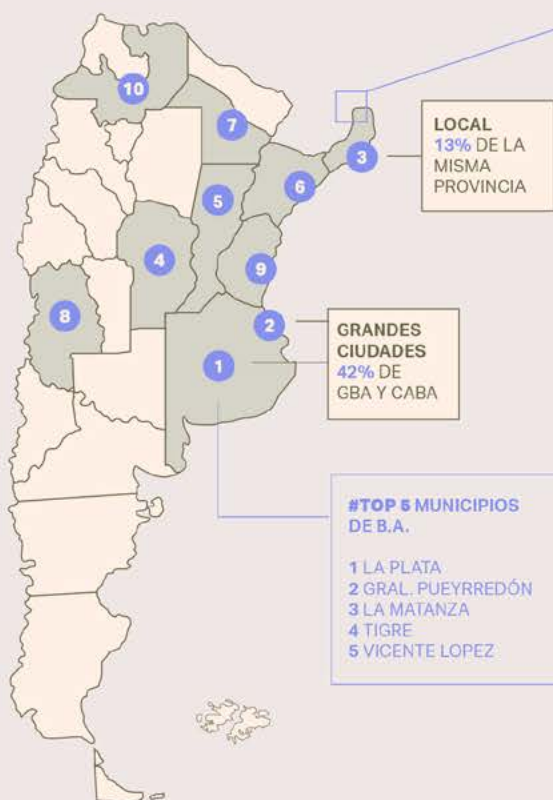 10
7
3
LOCAL
13% DE LA
MISMA
PROVINCIA
5
6
4
9
8
2
1
GRANDES
CIUDADES
42% DE
GBA Y CABA
#TOP 5 MUNICIPIOS
DE B.A.
1 LA PLATA
2 GRAL. PUEYRREDÓN
3 LA MATANZA
4 TIGRE
5 VICENTE LOPEZ